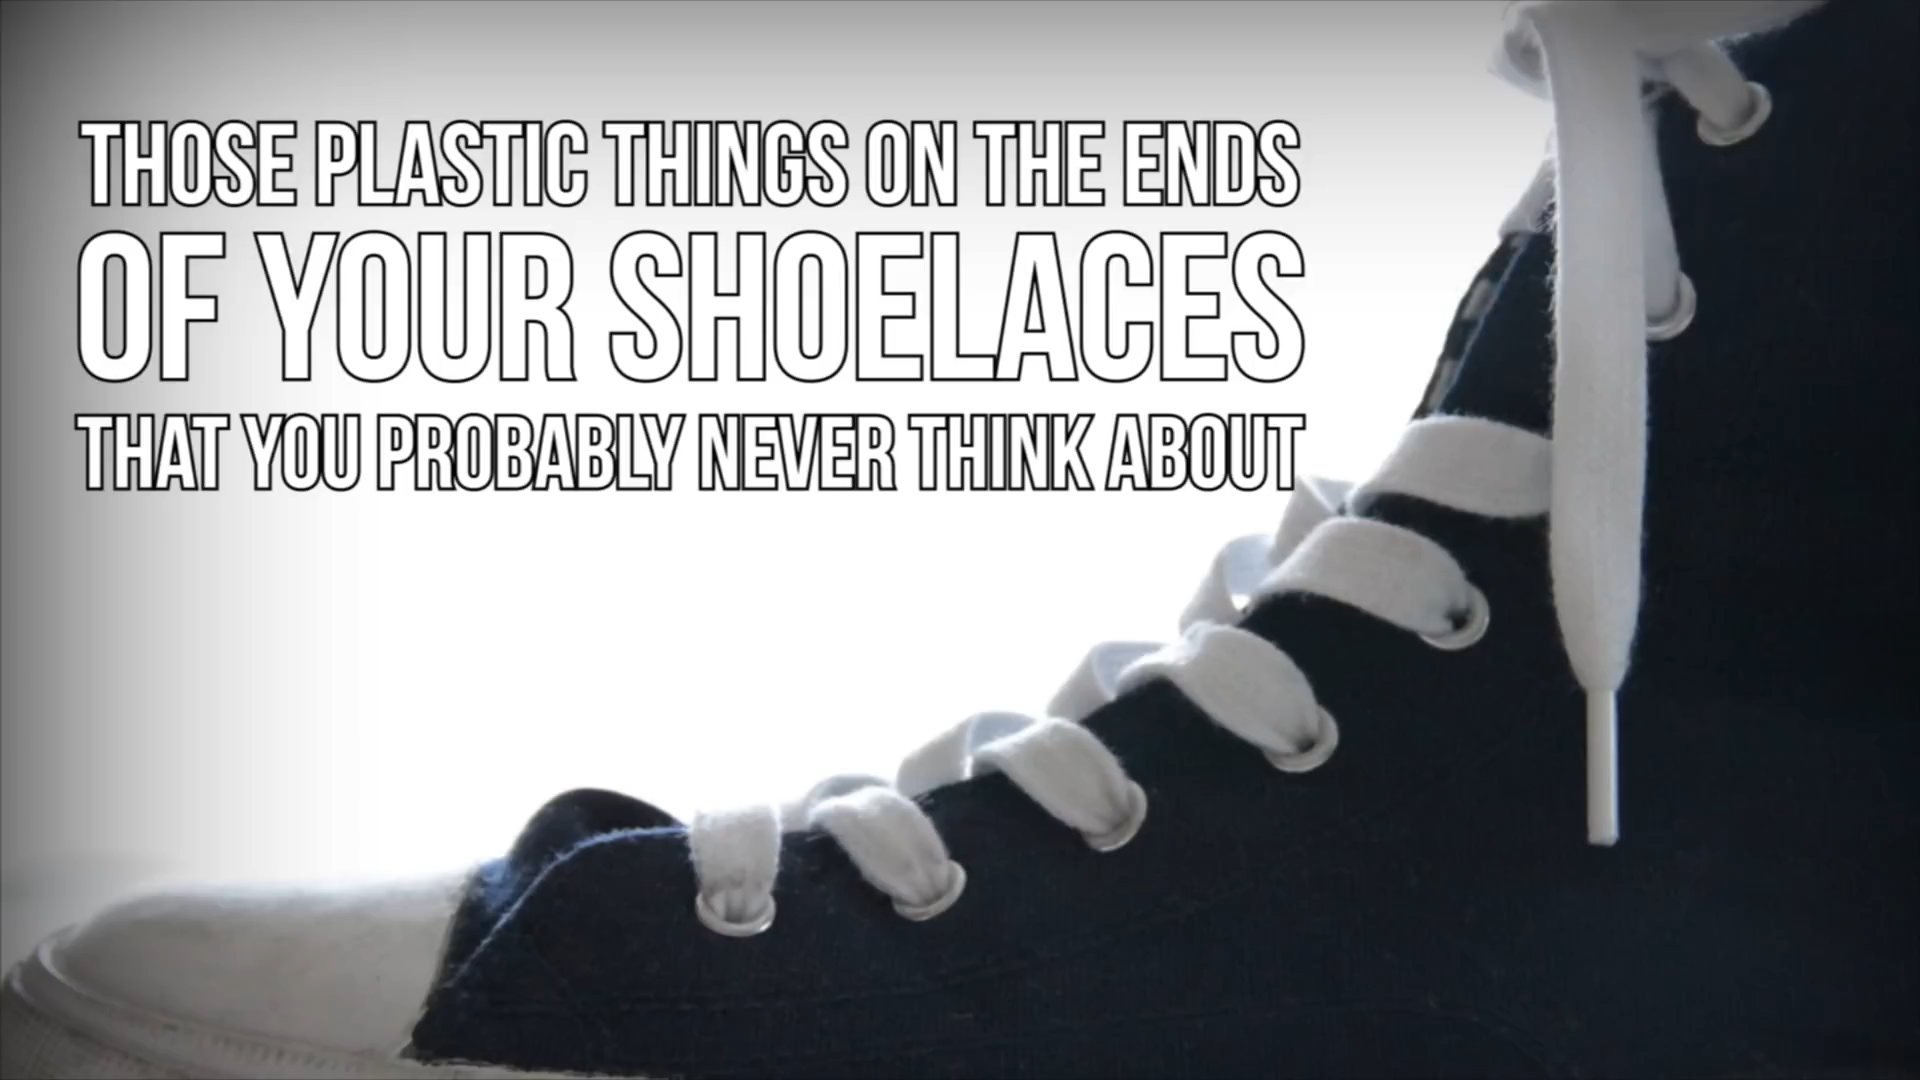 THOSE PLASTIC THINGS ON THE ENDS
OF YOUR SHOELACES
THAT YOU PROBABLY NEVER THINK ABOUT